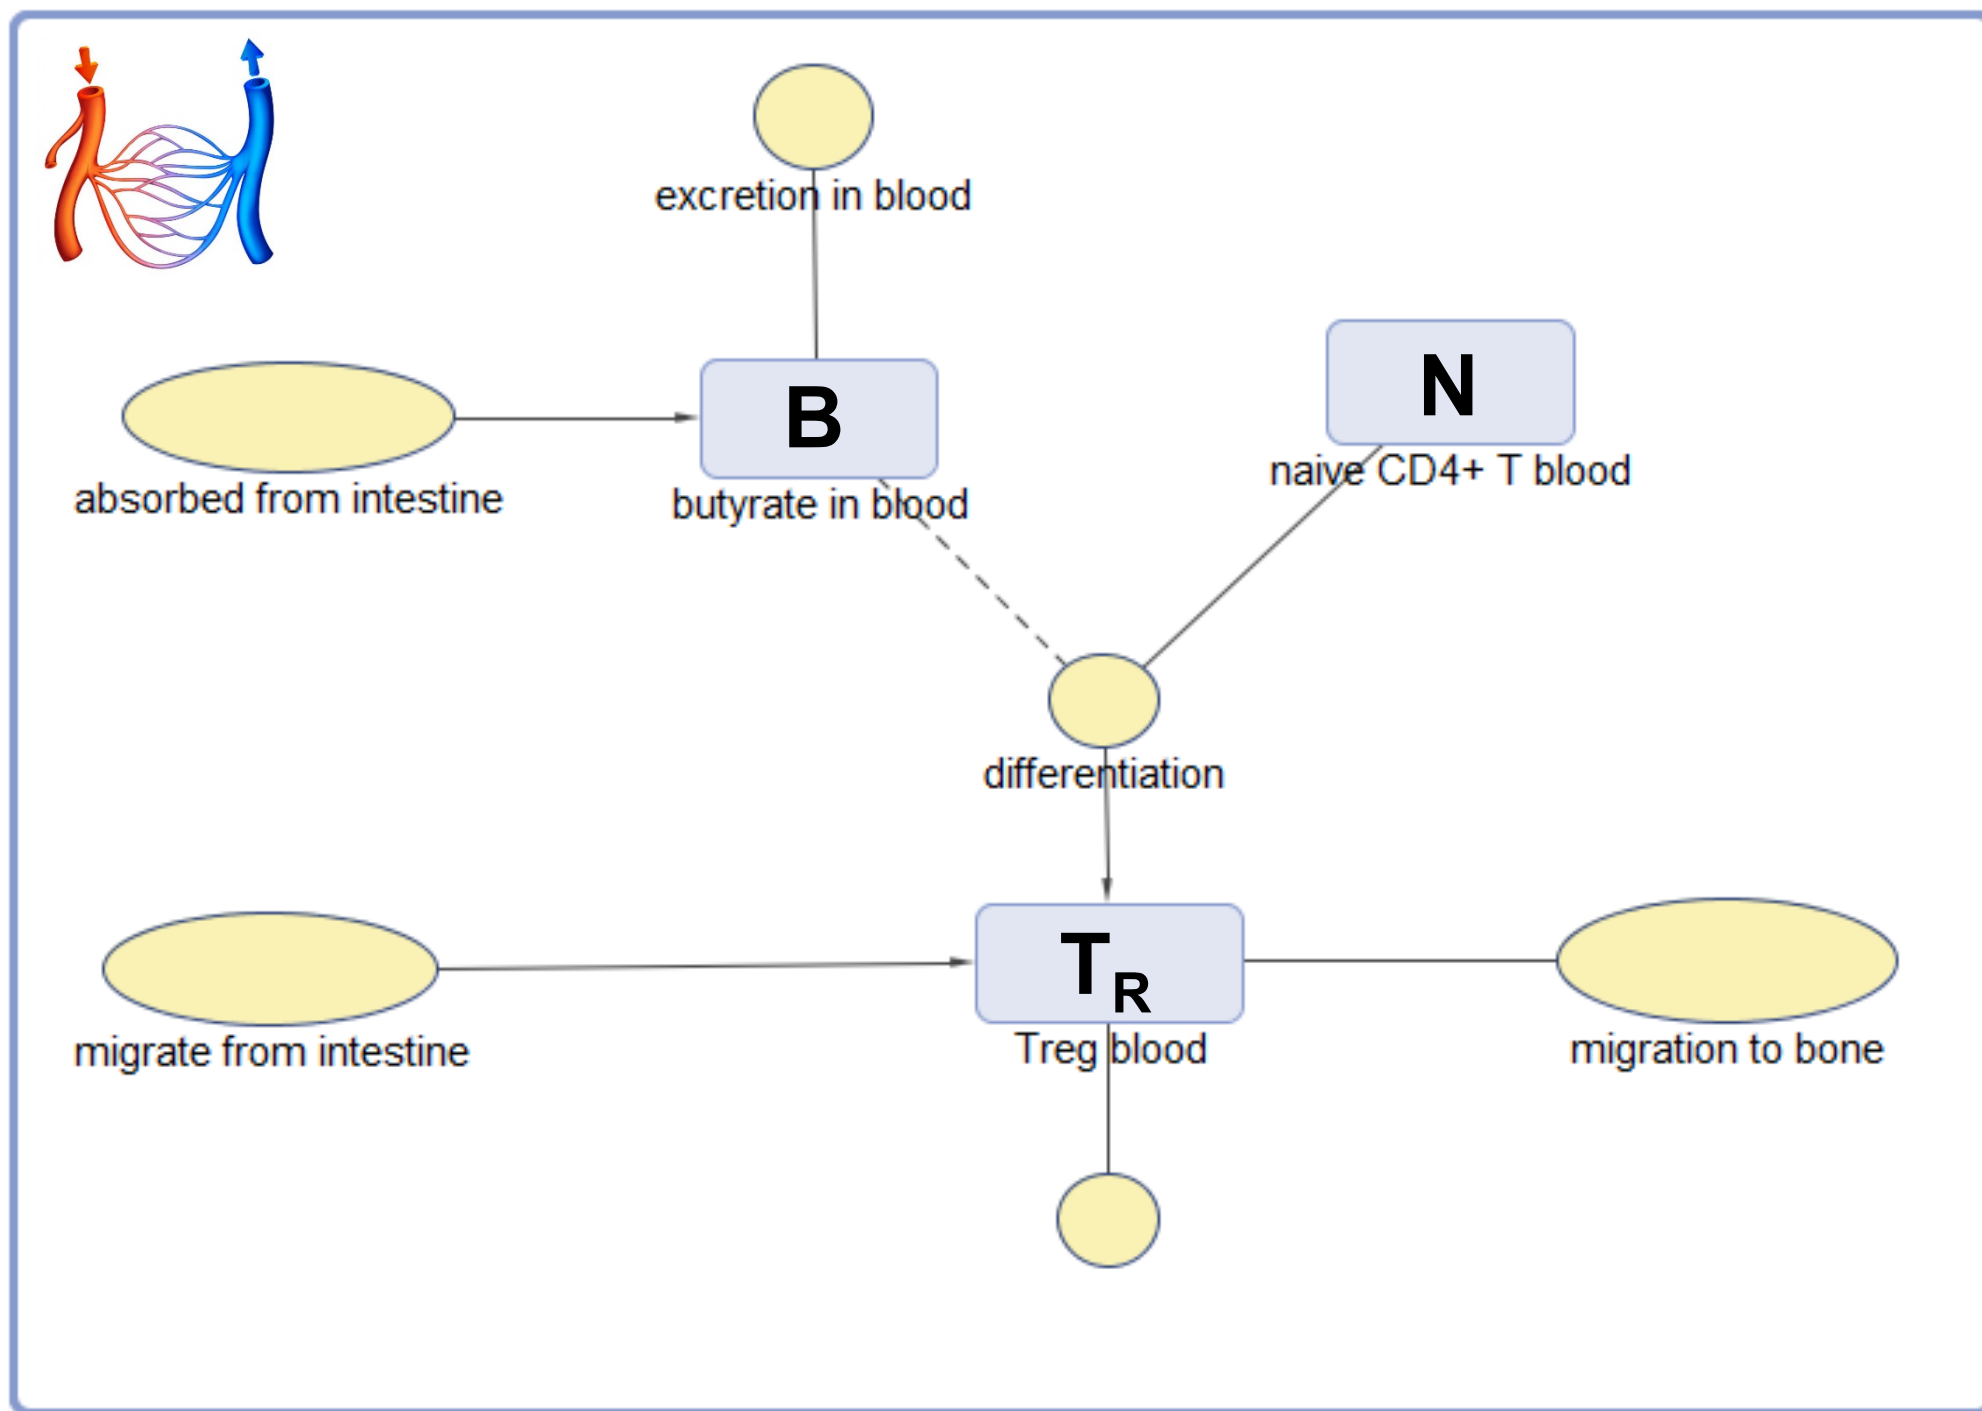 excretion in blood
N
B
naive CD4+ T blood
absorbed from intestine
butyrate in blood
differentiation
T_R
migrate from intestine
Treg blood
migration to bone